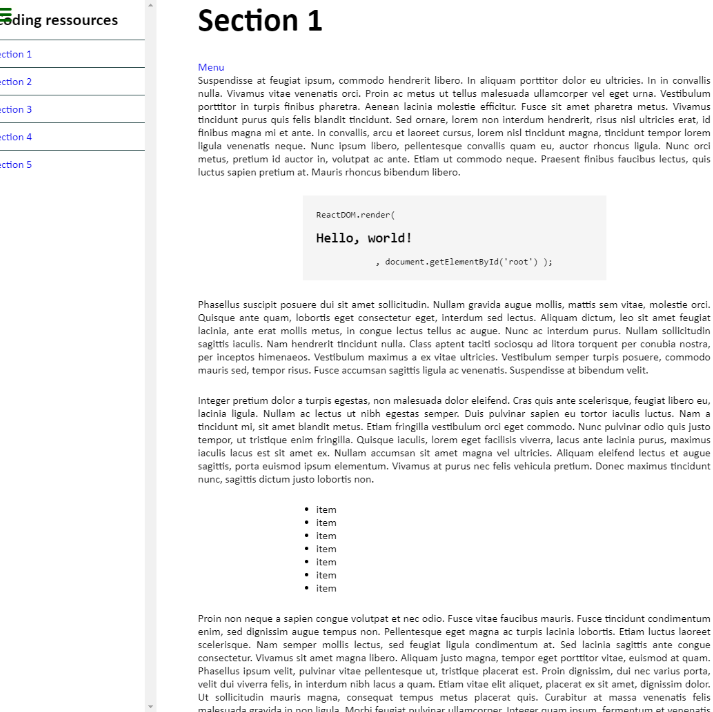 oding ressources
ction 1
ction 2
ction 3
ction 4
ction 5
Section 1
Menu
Suspendisse at feugiat ipsum, commodo hendrerit libero. In aliquam porttitor dolor eu ultricies. In in convallis
nulla. Vivamus vitae venenatis orci. Proin ac metus ut tellus malesuada ullamcorper vel eget urna. Vestibulum
porttitor in turpis finibus pharetra. Aenean lacinia molestie efficitur. Fusce sit amet pharetra metus. Vivamus
tincidunt purus quis felis blandit tincidunt. Sed ornare, lorem non interdum hendrerit, risus nisl ultricies erat, id
finibus magna mi et ante. In convallis, arcu et laoreet cursus, lorem nisl tincidunt magna, tincidunt tempor lorem
ligula venenatis neque. Nunc ipsum libero, pellentesque convallis quam eu, auctor rhoncus ligula. Nunc orci
metus, pretium id auctor in, volutpat ac ante. Etiam ut commodo neque. Praesent finibus faucibus lectus, quis
luctus sapien pretium at. Mauris rhoncus bibendum libero.
ReactDOM.render(
Hello, world!
, document.getElementById('root') );
Phasellus suscipit posuere dui sit amet sollicitudin. Nullam gravida augue mollis, mattis sem vitae, molestie orci.
Quisque ante quam, lobortis eget consectetur eget, interdum sed lectus. Aliquam dictum, leo sit amet feugiat
lacinia, ante erat mollis metus, in congue lectus tellus ac augue. Nunc ac interdum purus. Nullam sollicitudin
sagittis iaculis. Nam hendrerit tincidunt nulla. Class aptent taciti sociosqu ad litora torquent per conubia nostra,
per inceptos himenaeos. Vestibulum maximus a ex vitae ultricies. Vestibulum semper turpis posuere, commodo
mauris sed, tempor risus. Fusce accumsan sagittis ligula ac venenatis. Suspendisse at bibendum velit.
Integer pretium dolor a turpis egestas, non malesuada dolor eleifend. Cras quis ante scelerisque, feugiat libero eu,
lacinia ligula. Nullam ac lectus ut nibh egestas semper. Duis pulvinar sapien eu tortor iaculis luctus. Nam a
tincidunt mi, sit amet blandit metus. Etiam fringilla vestibulum orci eget commodo. Nunc pulvinar odio quis justo
tempor, ut tristique enim fringilla. Quisque iaculis, lorem eget facilisis viverra, lacus ante lacinia purus, maximus
iaculis lacus est sit amet ex. Nullam accumsan sit amet magna vel ultricies. Aliquam eleifend lectus et augue
sagittis, porta euismod ipsum elementum. Vivamus at purus nec felis vehicula pretium. Donec maximus tincidunt
nunc, sagittis dictum justo lobortis non.
item
item
item
item
item
item
item
Proin non neque a sapien congue volutpat et nec odio. Fusce vitae faucibus mauris. Fusce tincidunt condimentum
enim, sed dignissim augue tempus non. Pellentesque eget magna ac turpis lacinia lobortis. Etiam luctus laoreet
scelerisque. Nam semper mollis lectus, sed feugiat ligula condimentum at. Sed lacinia sagittis ante congue
consectetur. Vivamus sit amet magna libero. Aliquam justo magna, tempor eget porttitor vitae, euismod at quam.
Phasellus ipsum velit, pulvinar vitae pellentesque ut, tristique placerat est. Proin dignissim, dui nec varius porta,
velit dui viverra felis, in interdum nibh lacus a quam. Etiam vitae elit aliquet, placerat ex sit amet, dignissim dolor.
Ut sollicitudin mauris magna, consequat tempus metus placerat quis. Curabitur at massa venenatis felis
malesuada gravida in non ligula. Morbi feugiat pulvinar ullamcorper. Integer quam ipsum, fermentum et venenatis